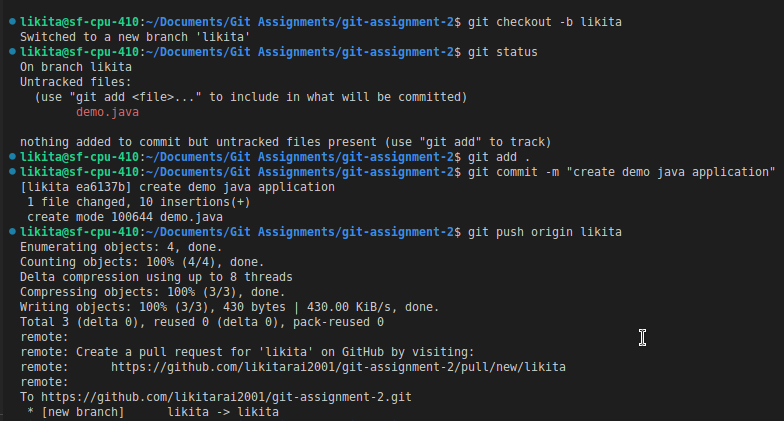 likita@sf-cpu-410:~/Documents/Git Assignments/git-assignment-2$ git checkout -b likita
Switched to a new branch 'likita'
likita@sf-cpu-410:~/Documents/Git Assignments/git-assignment-2$ git status
On branch likita
Untracked files:
  (use "git add <file>..." to include in what will be committed)
        demo.java

nothing added to commit but untracked files present (use "git add" to track)
likita@sf-cpu-410:~/Documents/Git Assignments/git-assignment-2$ git add .
likita@sf-cpu-410:~/Documents/Git Assignments/git-assignment-2$ git commit -m "create demo java application"
[likita ea6137b] create demo java application
 1 file changed, 10 insertions(+)
 create mode 100644 demo.java
likita@sf-cpu-410:~/Documents/Git Assignments/git-assignment-2$ git push origin likita
Enumerating objects: 4, done.
Counting objects: 100% (4/4), done.
Delta compression using up to 8 threads
Compressing objects: 100% (3/3), done.
Writing objects: 100% (3/3), 430 bytes | 430.00 KiB/s, done.
Total 3 (delta 0), reused 0 (delta 0), pack-reused 0
remote:
remote: Create a pull request for 'likita' on GitHub by visiting:
remote:      https://github.com/likitarai2001/git-assignment-2/pull/new/likita
remote:
To https://github.com/likitarai2001/git-assignment-2.git
 * [new branch]      likita -> likita